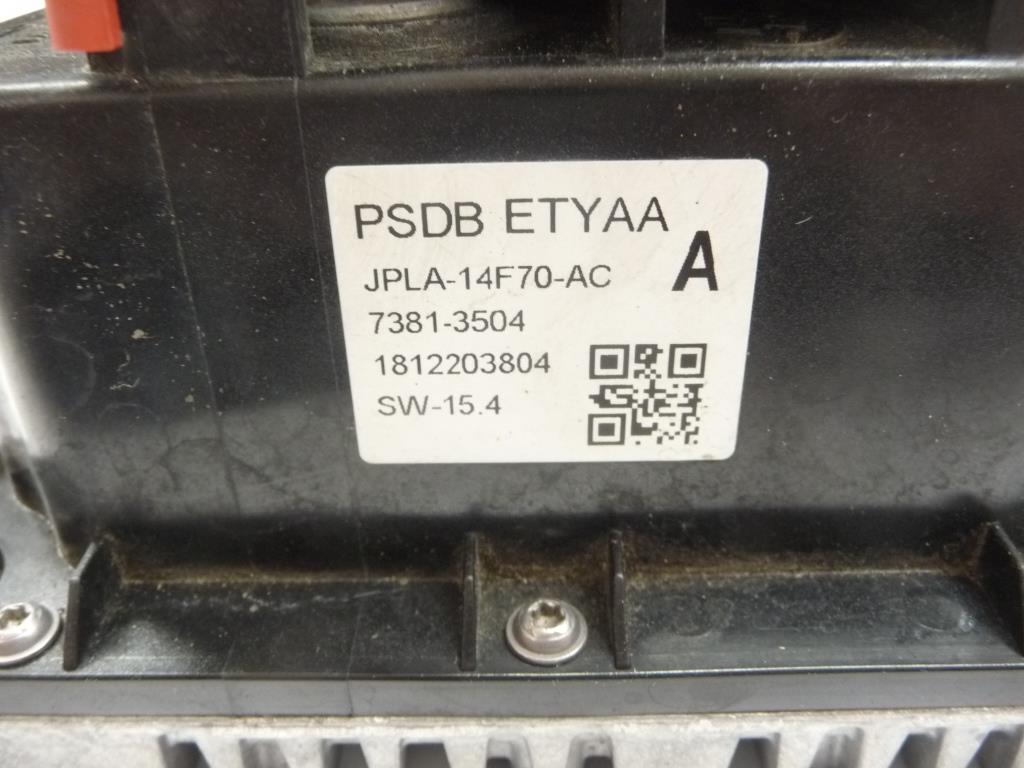 PSDB ETYAA
A
JPLA-14F70-AC
7381-3504
1812203804
SW-15.4